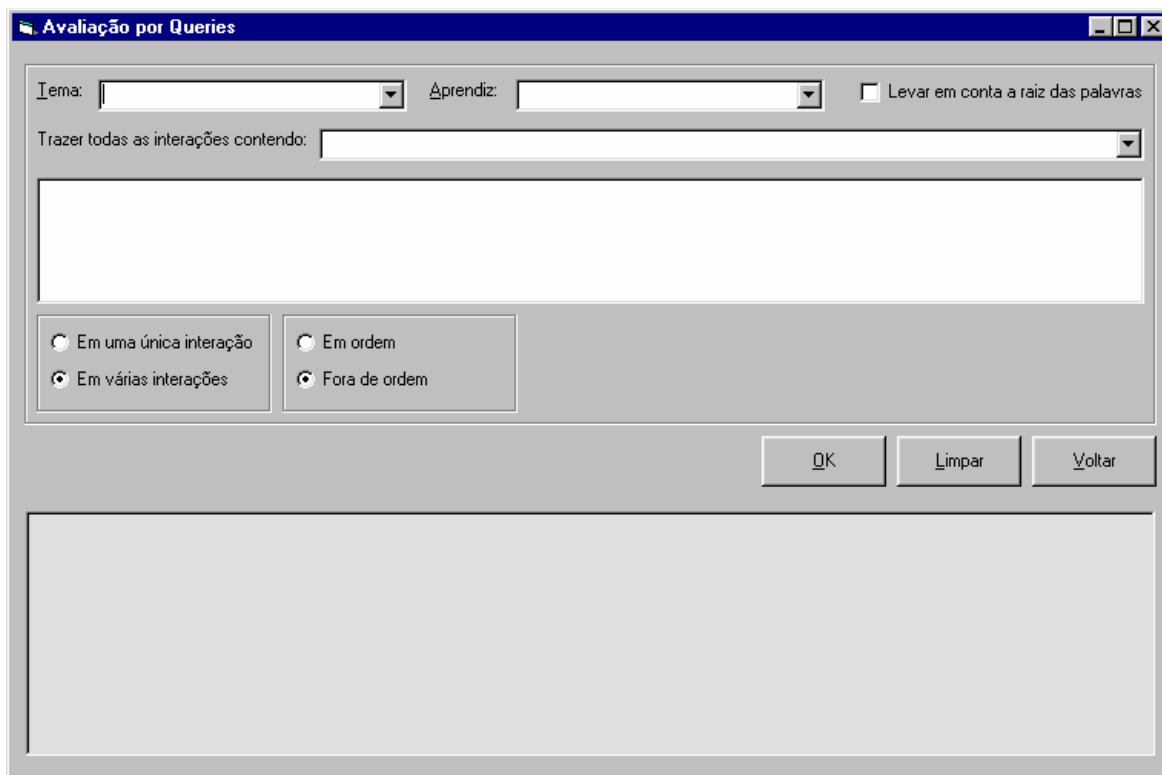 Avaliação por Queries
Tema: Aprendiz: Levar em conta a raiz das palavras
Trazer todas as interações contendo:
Em uma única interação Em ordem
Em várias interações Fora de ordem
OK Limpar Voltar